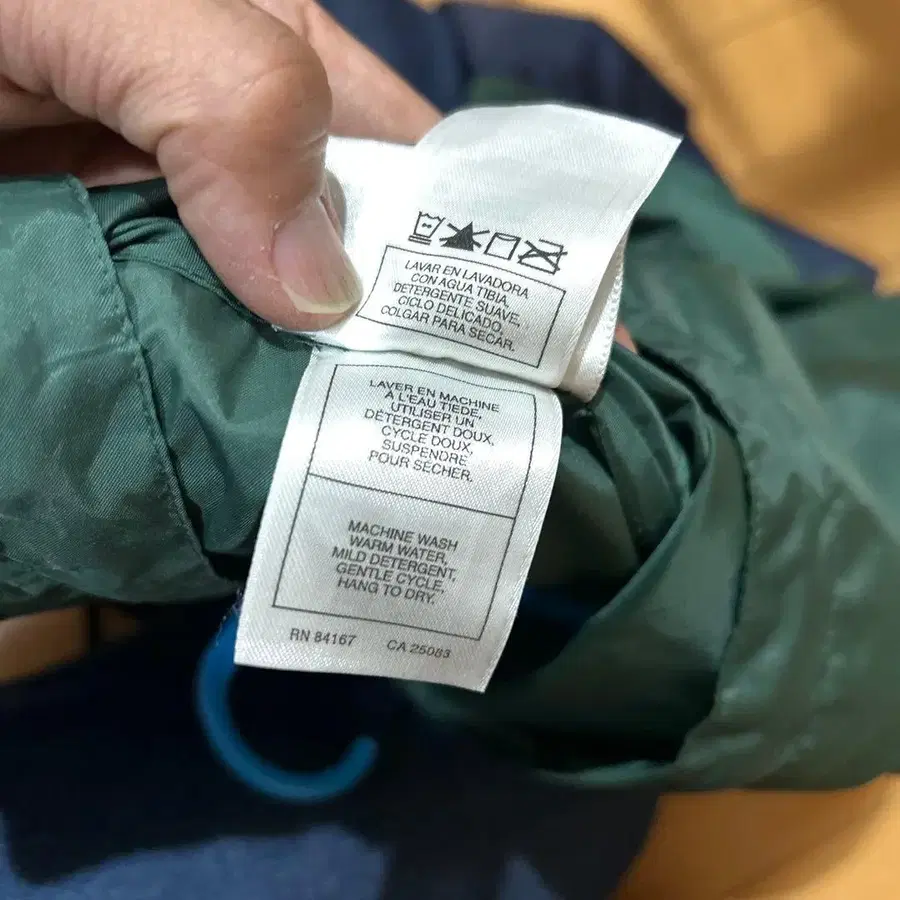 LAVAR EN LAVADORA
CON AGUA TIBIA,
DETERGENTE SUAVE,
CICLO DELICADO,
COLGAR PARA SECAR.
LAVER EN MACHINE
À L'EAU TIEDE,
UTILISER UN
DÉTERGENT DOUX,
CYCLE DOUX,
SUSPENDRE
POUR SÉCHER.
MACHINE WASH
WARM WATER,
MILD DETERGENT,
GENTLE CYCLE,
HANG TO DRY.
RN 84167 CA 25083